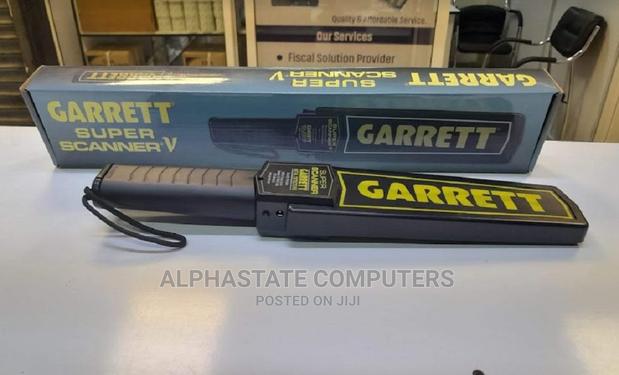 Quality & Affordable Service.
Our Services
Fiscal Solution Provider
GARRETT
SUPER
SCANNER-V
GARRETT
SUPER
SCANNER-V
GARRETT
SUPER
SCANNER
GARRETT
GARRETT
ALPHASTATE COMPUTERS
POSTED ON JIJI